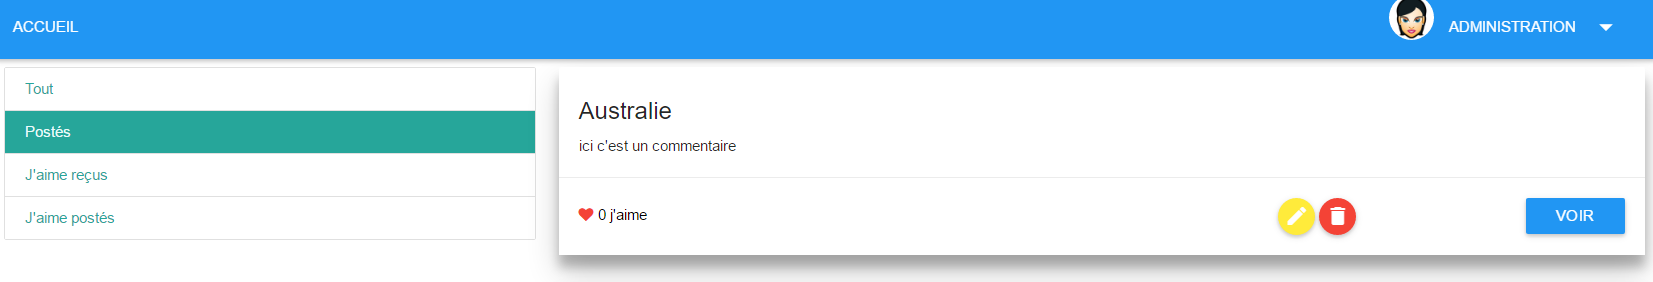 ACCUEIL
ADMINISTRATION
Tout
Postés
J'aime reçus
J'aime postés
Australie
ici c'est un commentaire
0 j'aime
VOIR